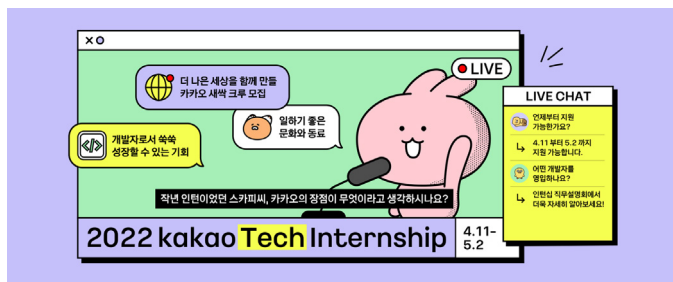 더 나은 세상을 함께 만들
카카오 새싹 크루 모집
LIVE
일하기 좋은
문화와 동료
</>
개발자로서 쑥쑥
성장할 수 있는 기회
작년 인턴이었던 스카피씨, 카카오의 장점이 무엇이라고 생각하시나요?
2022 kakao Tech Internship
4.11-
5.2
LIVE CHAT
언제부터 지원
가능한가요?
4.11 부터 5.2 까지
지원 가능합니다.
어떤 개발자를
영입하나요?
인턴십 직무설명회에서
더욱 자세히 알아보세요!